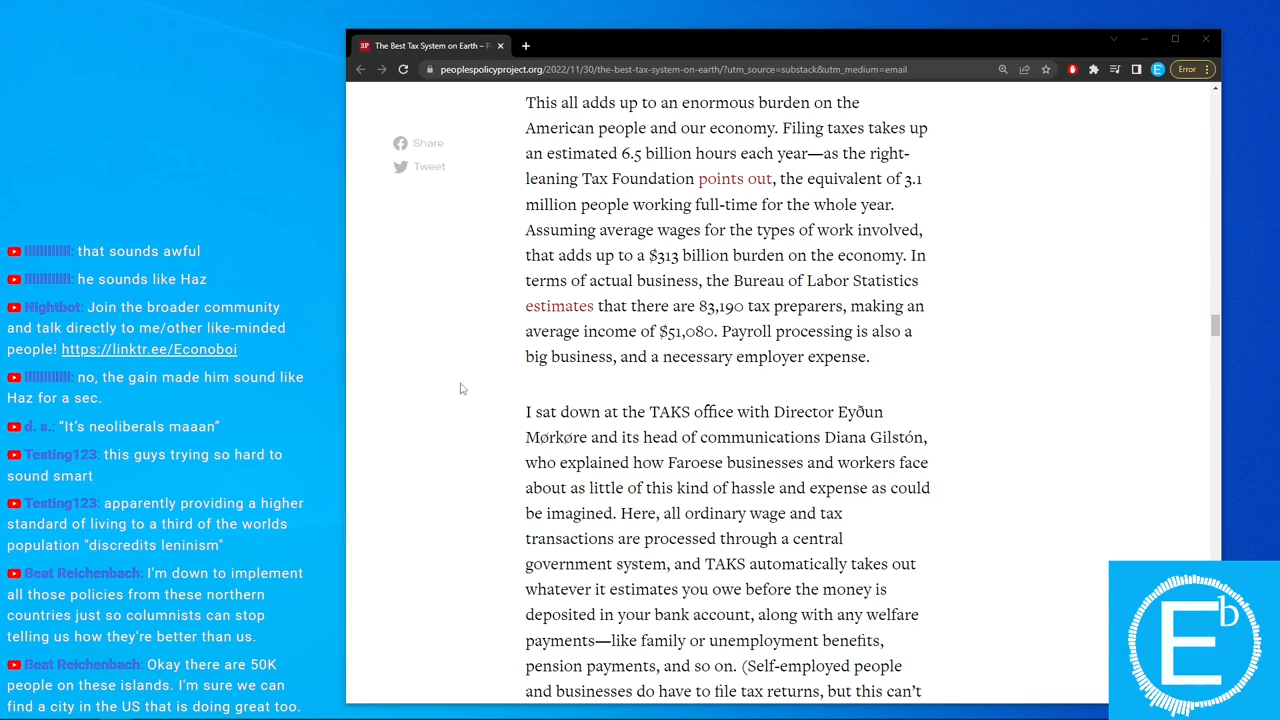 The Best Tax System on Earth – P
peoplespolicyproject.org/2022/11/30/the-best-tax-system-on-earth/?utm_source=substack&utm_medium=email
Error
Share
Tweet
This all adds up to an enormous burden on the
American people and our economy. Filing taxes takes up
an estimated 6.5 billion hours each year—as the right-
leaning Tax Foundation points out, the equivalent of 3.1
million people working full-time for the whole year.
Assuming average wages for the types of work involved,
that adds up to a $313 billion burden on the economy. In
terms of actual business, the Bureau of Labor Statistics
estimates that there are 83,190 tax preparers, making an
average income of $51,080. Payroll processing is also a
big business, and a necessary employer expense.
I sat down at the TAKS office with Director Eyðun
Mørkøre and its head of communications Diana Gilstón,
who explained how Faroese businesses and workers face
about as little of this kind of hassle and expense as could
be imagined. Here, all ordinary wage and tax
transactions are processed through a central
government system, and TAKS automatically takes out
whatever it estimates you owe before the money is
deposited in your bank account, along with any welfare
payments—like family or unemployment benefits,
pension payments, and so on. (Self-employed people
and businesses do have to file tax returns, but this can't
that sounds awful
he sounds like Haz
Nightbot: Join the broader community
and talk directly to me/other like-minded
people! https://linktr.ee/Econoboi
no, the gain made him sound like
Haz for a sec.
d. s.: “It's neoliberals maaan”
Testing123: this guys trying so hard to
sound smart
Testing123: apparently providing a higher
standard of living to a third of the worlds
population "discredits leninism"
Beat Reichenbach: I'm down to implement
all those policies from these northern
countries just so columnists can stop
telling us how they're better than us.
Beat Reichenbach: Okay there are 50K
people on these islands. I'm sure we can
find a city in the US that is doing great too.
Eb